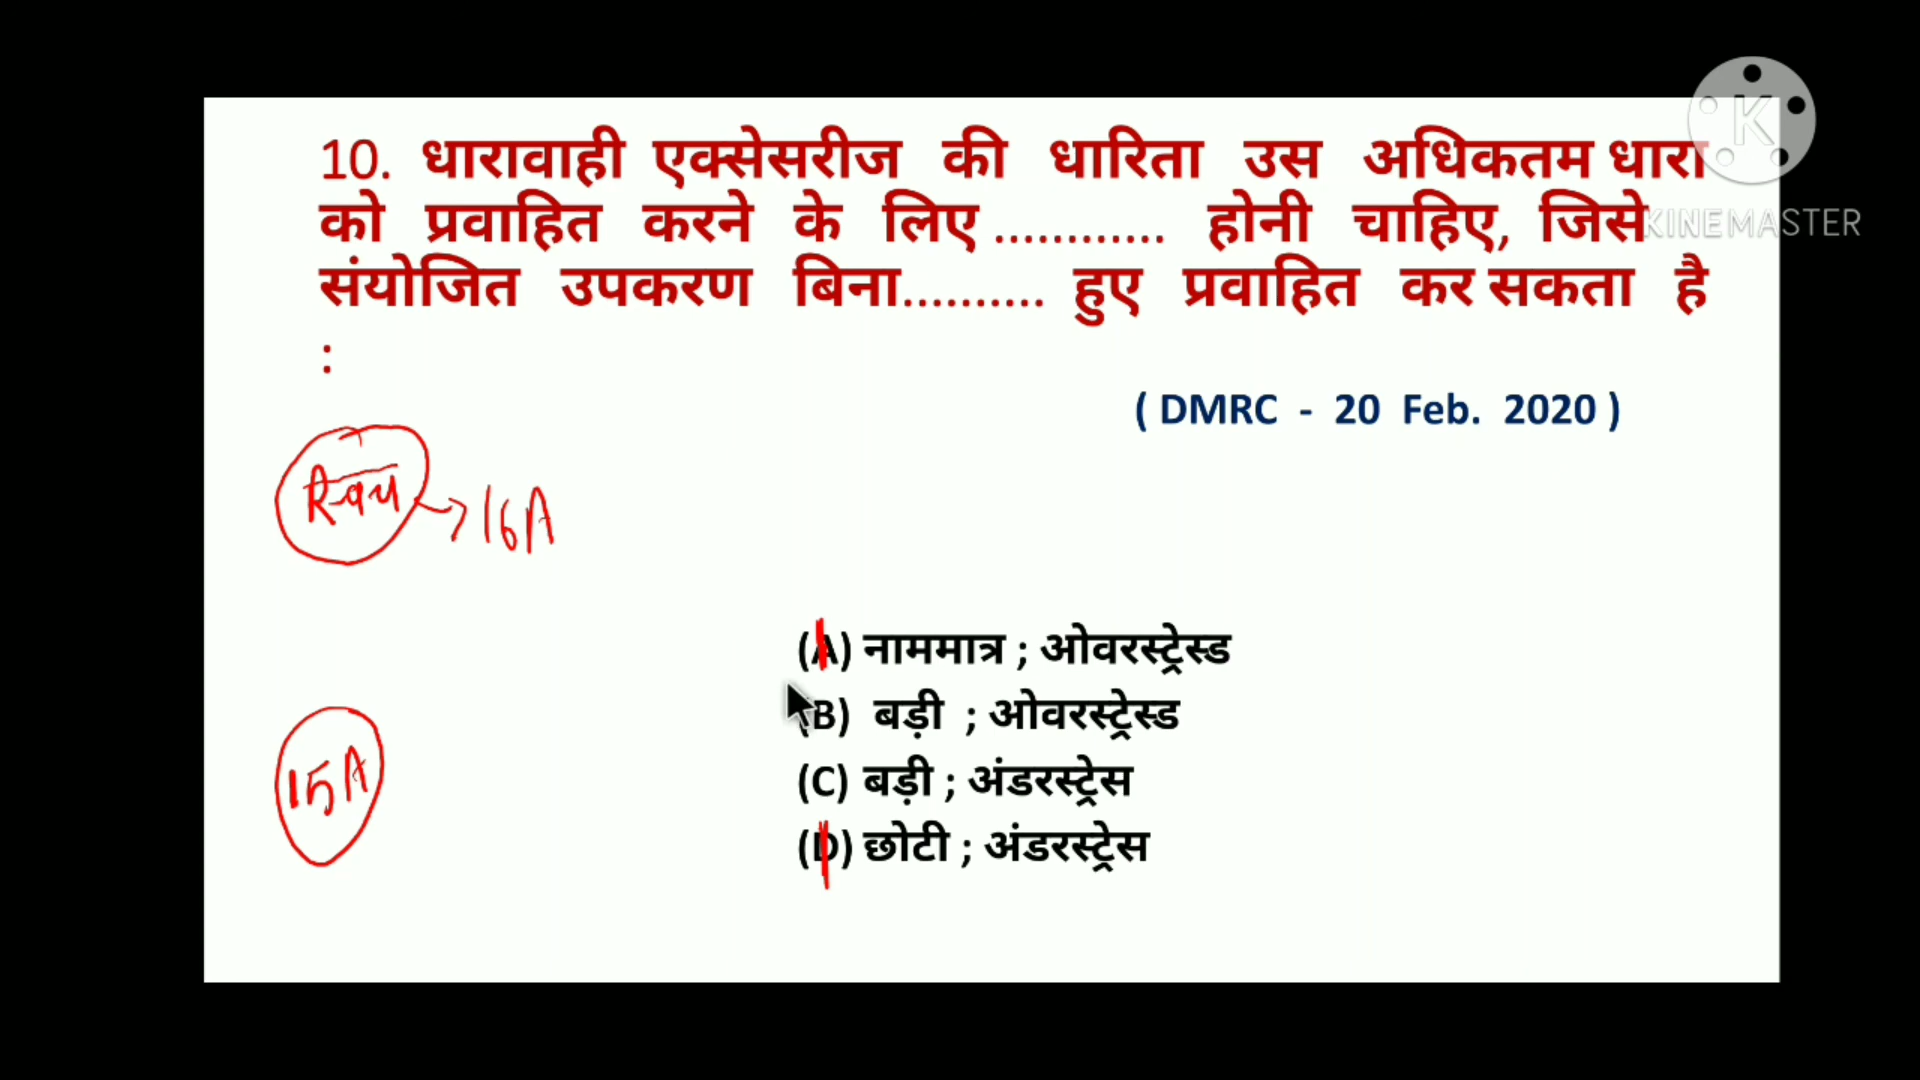 10. धारावाही एक्सेसरीज की धारिता उस अधिकतम धारा
को प्रवाहित करने के लिए ............ होनी चाहिए, जिसे
संयोजित उपकरण बिना.......... हुए प्रवाहित कर सकता है
:
( DMRC - 20 Feb. 2020 )
16A
(A) नाममात्र ; ओवरस्ट्रेस्ड
(B) बड़ी ; ओवरस्ट्रेस्ड
(C) बड़ी ; अंडरस्ट्रेस
(D) छोटी ; अंडरस्ट्रेस
15A
K
KINEMASTER